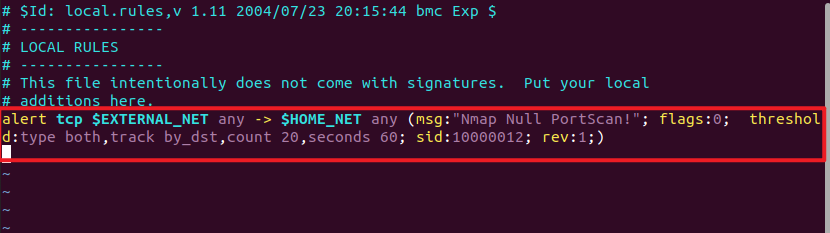 # $Id: local.rules,v 1.11 2004/07/23 20:15:44 bmc Exp $
# ----------------
# LOCAL RULES
# ----------------
# This file intentionally does not come with signatures.  Put your local
# additions here.
alert tcp $EXTERNAL_NET any -> $HOME_NET any (msg:"Nmap Null PortScan!"; flags:0;  threshol
d:type both,track by_dst,count 20,seconds 60; sid:10000012; rev:1;)
~
~
~
~